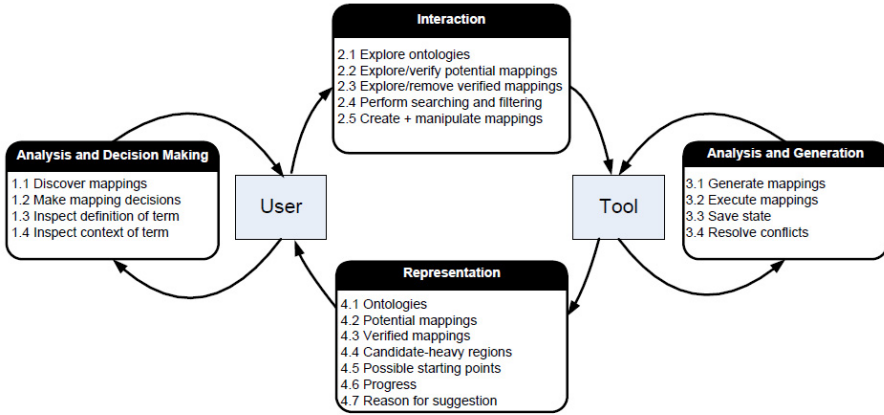 Interaction
2.1 Explore ontologies
2.2 Explore/verify potential mappings
2.3 Explore/remove verified mappings
2.4 Perform searching and filtering
2.5 Create + manipulate mappings
Analysis and Decision Making
1.1 Discover mappings
1.2 Make mapping decisions
1.3 Inspect definition of term
1.4 Inspect context of term
User
Tool
Analysis and Generation
3.1 Generate mappings
3.2 Execute mappings
3.3 Save state
3.4 Resolve conflicts
Representation
4.1 Ontologies
4.2 Potential mappings
4.3 Verified mappings
4.4 Candidate-heavy regions
4.5 Possible starting points
4.6 Progress
4.7 Reason for suggestion